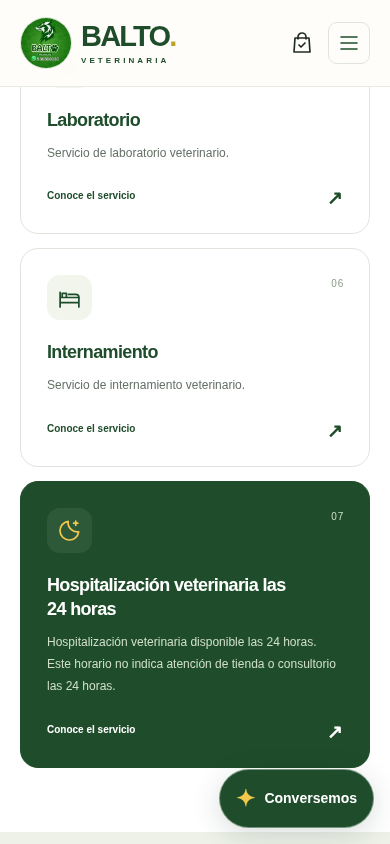 BALTO
BALTO.
VETERINARIA
Laboratorio
Servicio de laboratorio veterinario.
Conoce el servicio
06
Internamiento
Servicio de internamiento veterinario.
Conoce el servicio
07
Hospitalización veterinaria las
24 horas
Hospitalización veterinaria disponible las 24 horas.
Este horario no indica atención de tienda o consultorio
las 24 horas.
Conoce el servicio
Conversemos